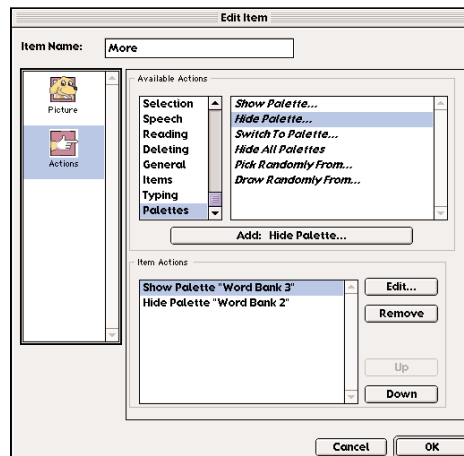 Edit Item
Item Name: More
Picture
Actions
Available Actions
Selection
Speech
Reading
Deleting
General
Items
Typing
Palettes
Show Palette...
Hide Palette...
Switch To Palette...
Hide All Palettes
Pick Randomly From...
Draw Randomly From...
Add: Hide Palette...
Item Actions
Show Palette "Word Bank 3"
Hide Palette "Word Bank 2"
Edit...
Remove
Up
Down
Cancel
OK